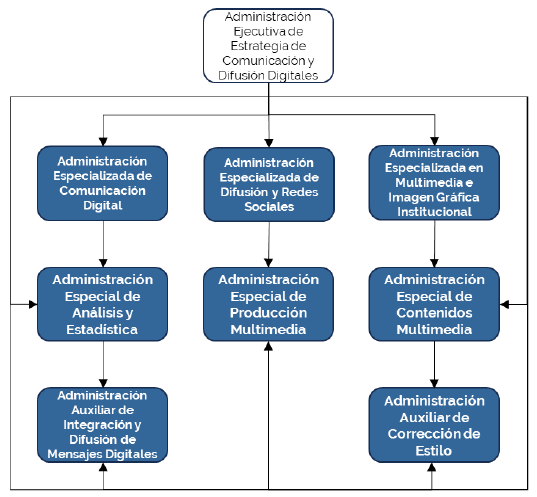 Administración
Ejecutiva de
Estrategia de
Comunicación y
Difusión Digitales
Administración
Especializada de
Comunicación
Digital
Administración
Especializada de
Difusión y Redes
Sociales
Administración
Especializada en
Multimedia e
Imagen Gráfica
Institucional
Administración
Especial de
Análisis y
Estadística
Administración
Especial de
Producción
Multimedia
Administración
Especial de
Contenidos
Multimedia
Administración
Auxiliar de
Integración y
Difusión de
Mensajes Digitales
Administración
Auxiliar de
Corrección de
Estilo